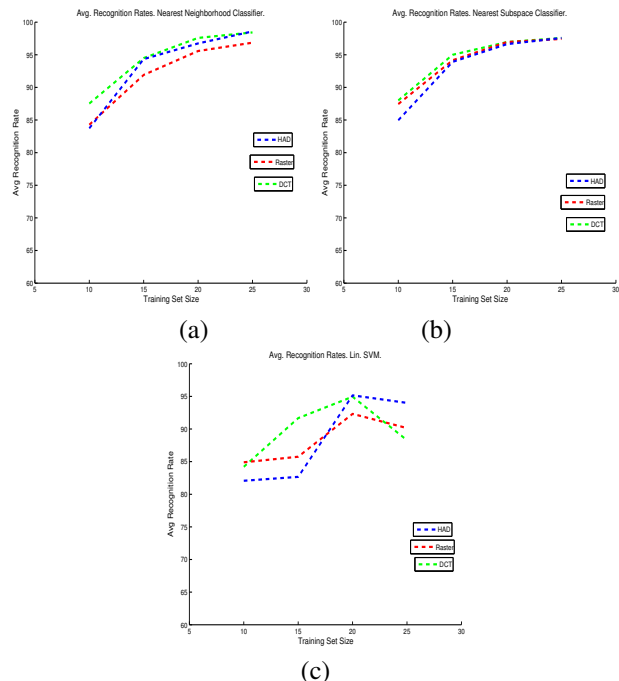 Avg. Recognition Rates. Nearest Neighborhood Classifier.
Avg Recognition Rate
100
95
90
85
80
75
70
65
60
5
10
15
20
25
30
HAD
Raster
DCT
Training Set Size
(a)
Avg. Recognition Rates. Nearest Subspace Classifier.
Avg Recognition Rate
100
95
90
85
80
75
70
65
60
5
10
15
20
25
30
HAD
Raster
DCT
Training Set Size
(b)
Avg. Recognition Rates. Lin. SVM.
Avg Recognition Rate
100
95
90
85
80
75
70
65
60
5
10
15
20
25
30
HAD
Raster
DCT
Training Set Size
(c)